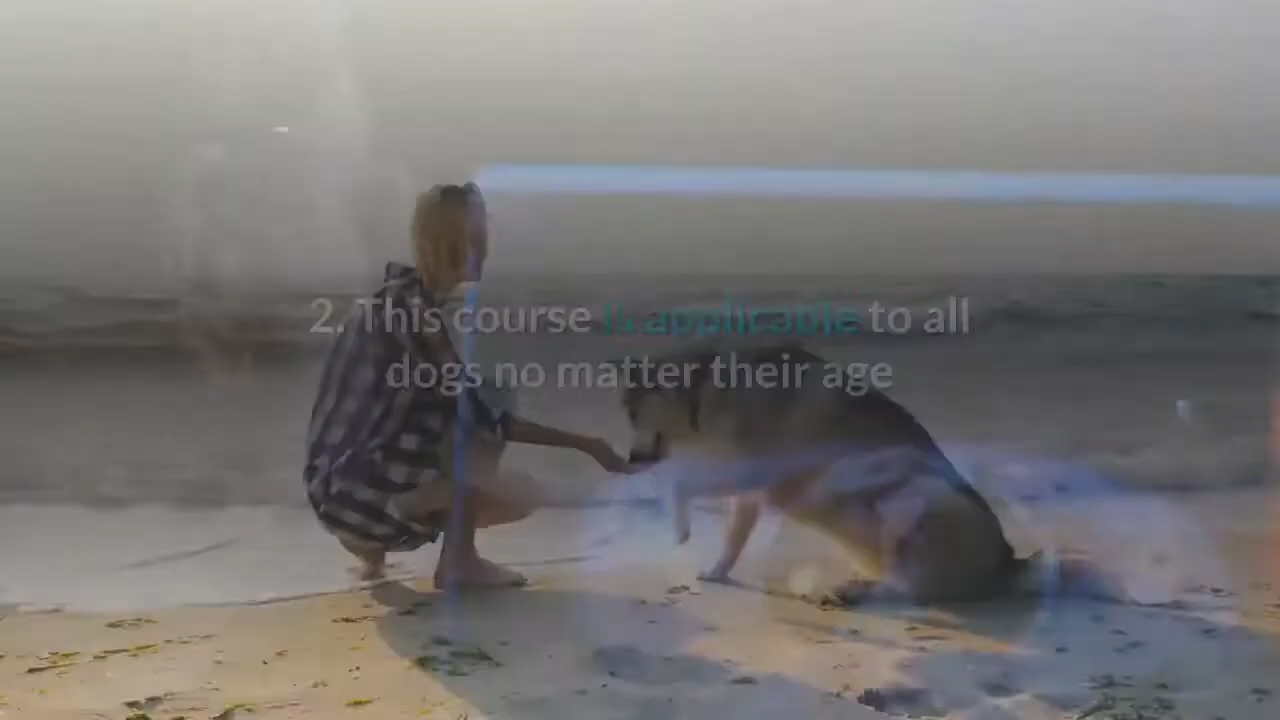 2. This course is applicable to all
dogs no matter their age